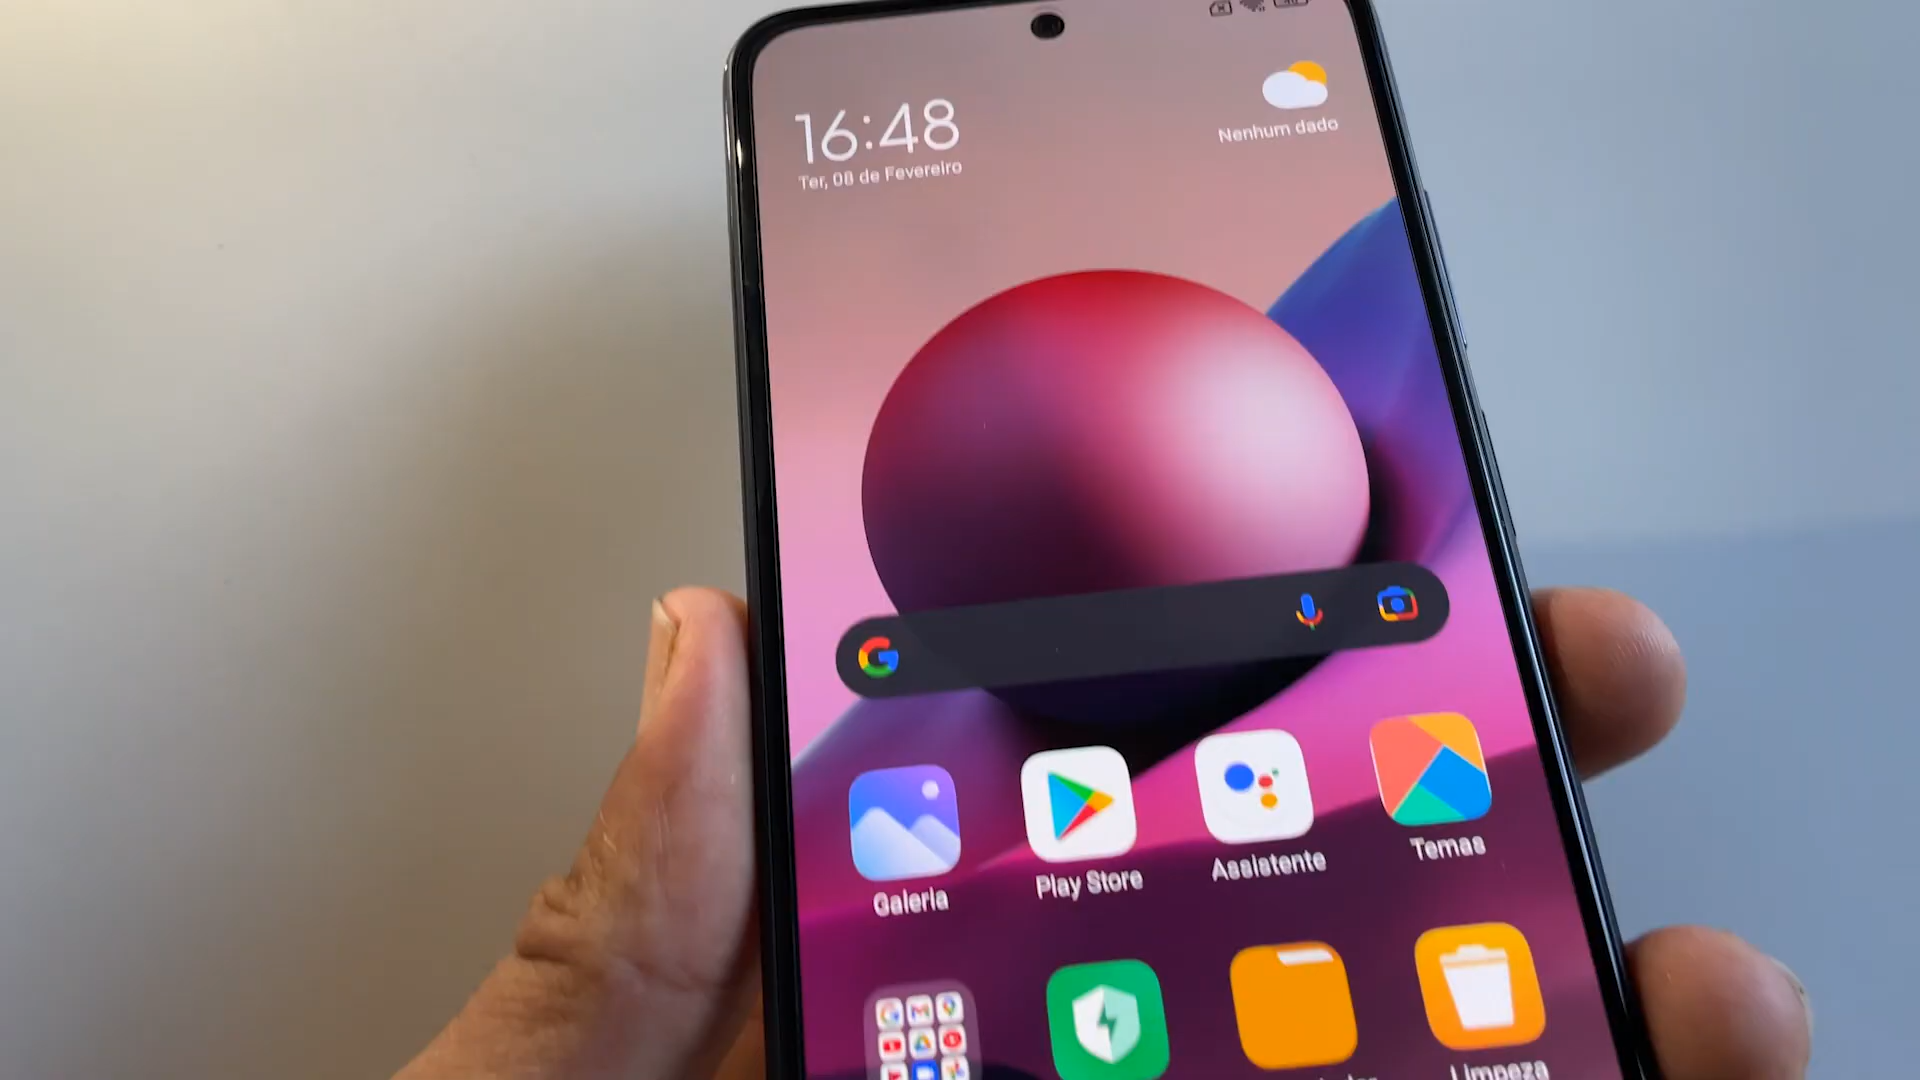 16:48
Ter, 08 de Fevereiro
Nenhum dado
Galeria
Play Store
Assistente
Temas
Limpeza